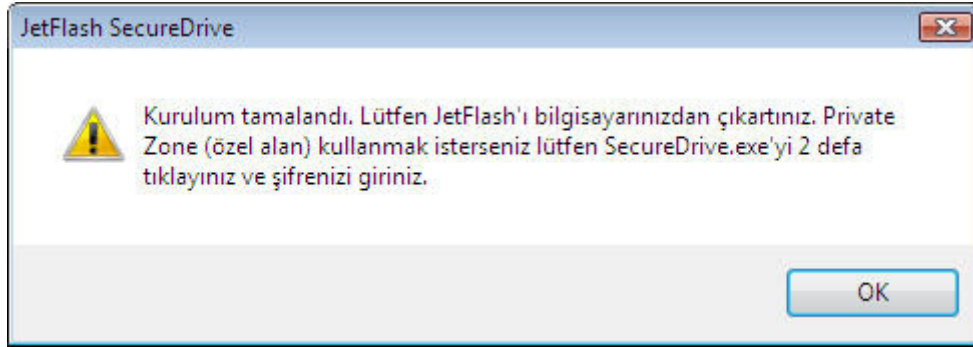 JetFlash SecureDrive
Kurulum tamalandı. Lütfen JetFlash'ı bilgisayarınızdan çıkartınız. Private
Zone (özel alan) kullanmak isterseniz lütfen SecureDrive.exe'yi 2 defa
tıklayınız ve şifrenizi giriniz.
OK